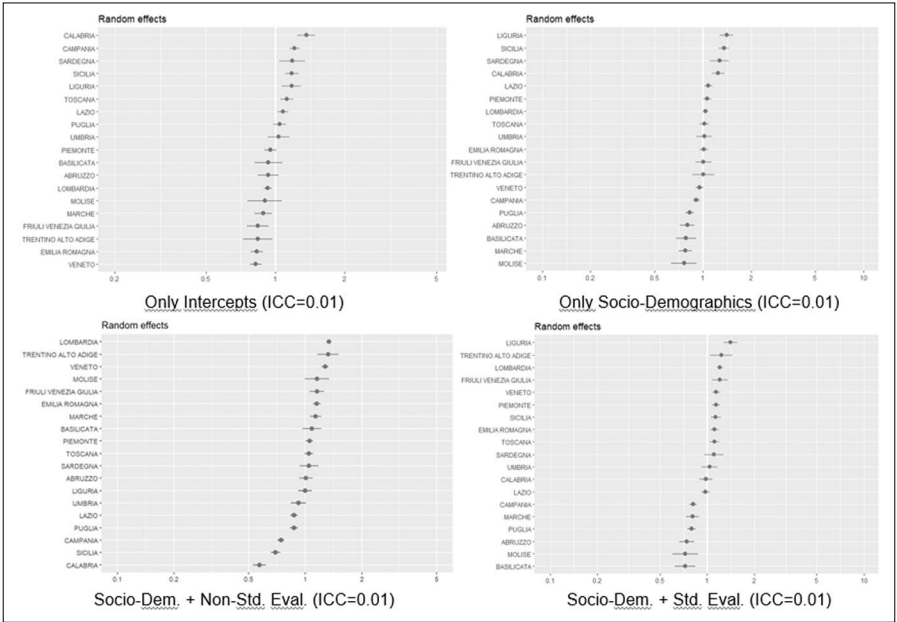 Random effects
CALABRIA
CAMPANIA
SARDEGNA
SICILIA
LIGURIA
TOSCANA
LAZIO
PUGLIA
UMBRIA
PIEMONTE
BASILICATA
ABRUZZO
LOMBARDIA
MOLISE
MARCHE
FRIULI VENEZIA GIULIA
TRENTINO ALTO ADIGE
EMILIA ROMAGNA
VENETO
0.2 0.5 1 2 5
Only Intercepts (ICC=0.01)
Random effects
LIGURIA
SICILIA
SARDEGNA
CALABRIA
LAZIO
PIEMONTE
LOMBARDIA
TOSCANA
UMBRIA
EMILIA ROMAGNA
FRIULI VENEZIA GIULIA
TRENTINO ALTO ADIGE
VENETO
CAMPANIA
PUGLIA
ABRUZZO
BASILICATA
MARCHE
MOLISE
0.1 0.2 0.5 1 2 5 10
Only Socio-Demographics (ICC=0.01)
Random effects
LOMBARDIA
TRENTINO ALTO ADIGE
VENETO
MOLISE
FRIULI VENEZIA GIULIA
EMILIA ROMAGNA
MARCHE
BASILICATA
PIEMONTE
TOSCANA
SARDEGNA
ABRUZZO
LIGURIA
UMBRIA
LAZIO
PUGLIA
CAMPANIA
SICILIA
CALABRIA
0.1 0.2 0.5 1 2 5
Socio-Dem. + Non-Std. Eval. (ICC=0.01)
Random effects
LIGURIA
TRENTINO ALTO ADIGE
LOMBARDIA
FRIULI VENEZIA GIULIA
VENETO
PIEMONTE
SICILIA
EMILIA ROMAGNA
TOSCANA
SARDEGNA
UMBRIA
CALABRIA
LAZIO
CAMPANIA
MARCHE
PUGLIA
ABRUZZO
MOLISE
BASILICATA
0.1 0.2 0.5 1 2 5 10
Socio-Dem. + Std. Eval. (ICC=0.01)